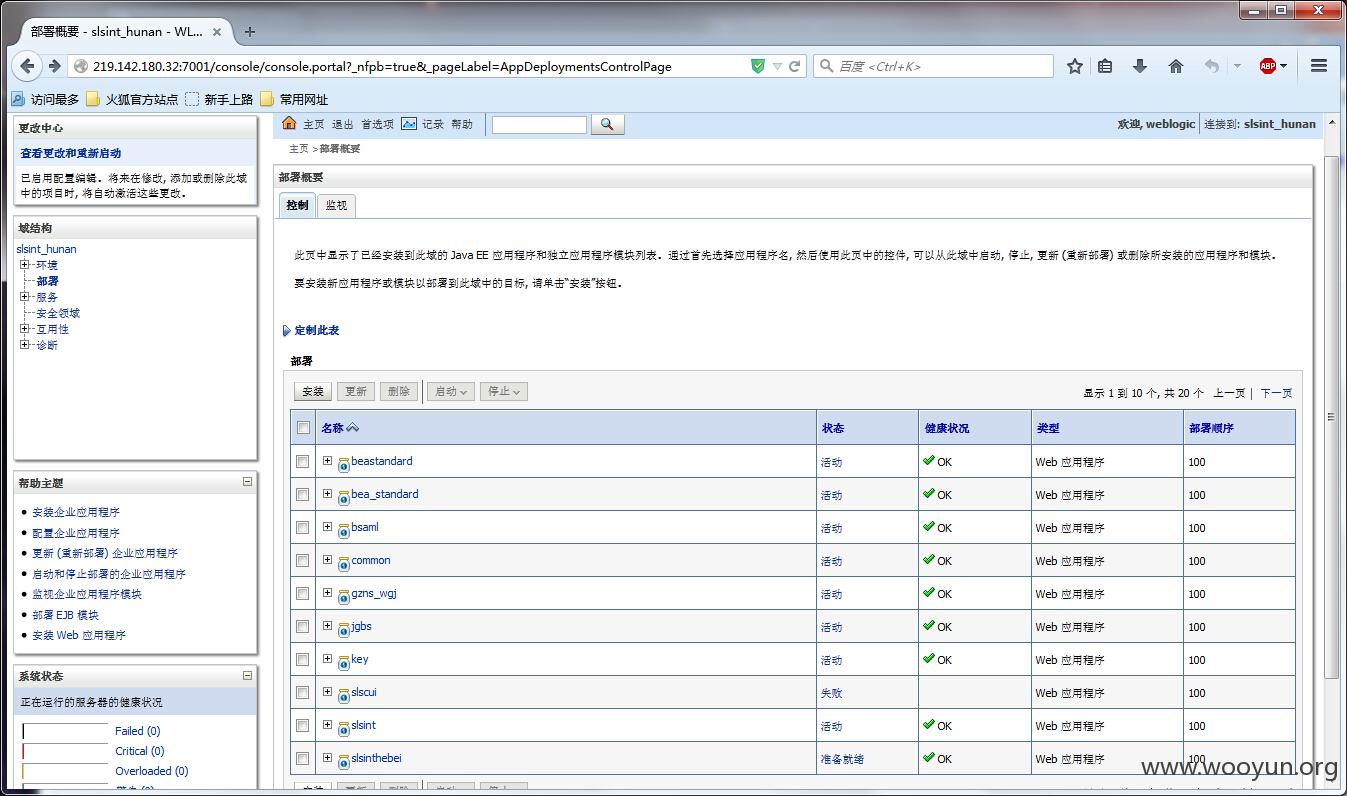 部署概要 - slsint_hunan - WL...
219.142.180.32:7001/console/console.portal?_nfpb=true&_pageLabel=AppDeploymentsControlPage
百度 <Ctrl+K>
ABP
访问最多 火狐官方站点 新手上路 常用网址
更改中心
查看更改和重新启动
已启用配置编辑. 将来在修改, 添加或删除此域
中的项目时, 将自动激活这些更改.
域结构
slsint_hunan
环境
部署
服务
安全领域
互用性
诊断
帮助主题
安装企业应用程序
配置企业应用程序
更新 (重新部署) 企业应用程序
启动和停止部署的企业应用程序
监视企业应用程序模块
部署 EJB 模块
安装 Web 应用程序
系统状态
正在运行的服务器的健康状况
Failed (0)
Critical (0)
Overloaded (0)
主页 退出 首选项 记录 帮助
欢迎, weblogic 连接到: slsint_hunan
主页 >部署概要
部署概要
控制 监视
此页中显示了已经安装到此域的 Java EE 应用程序和独立应用程序模块列表. 通过首先选择应用程序名, 然后使用此页中的控件, 可以从此域中启动, 停止, 更新 (重新部署) 或删除所安装的应用程序和模块.
要安装新应用程序或模块以部署到此域中的目标, 请单击“安装”按钮.
定制此表
部署
安装 更新 删除 启动 停止
显示 1 到 10 个, 共 20 个 上一页 | 下一页
名称 状态 健康状况 类型 部署顺序
beastandard 活动 OK Web 应用程序 100
bea_standard 活动 OK Web 应用程序 100
bsaml 活动 OK Web 应用程序 100
common 活动 OK Web 应用程序 100
gzns_wgj 活动 OK Web 应用程序 100
jgbs 活动 OK Web 应用程序 100
key 活动 OK Web 应用程序 100
slscui 失败 Web 应用程序 100
slsint 活动 OK Web 应用程序 100
slsinthebei 准备就绪 OK Web 应用程序 100
www.wooyun.org